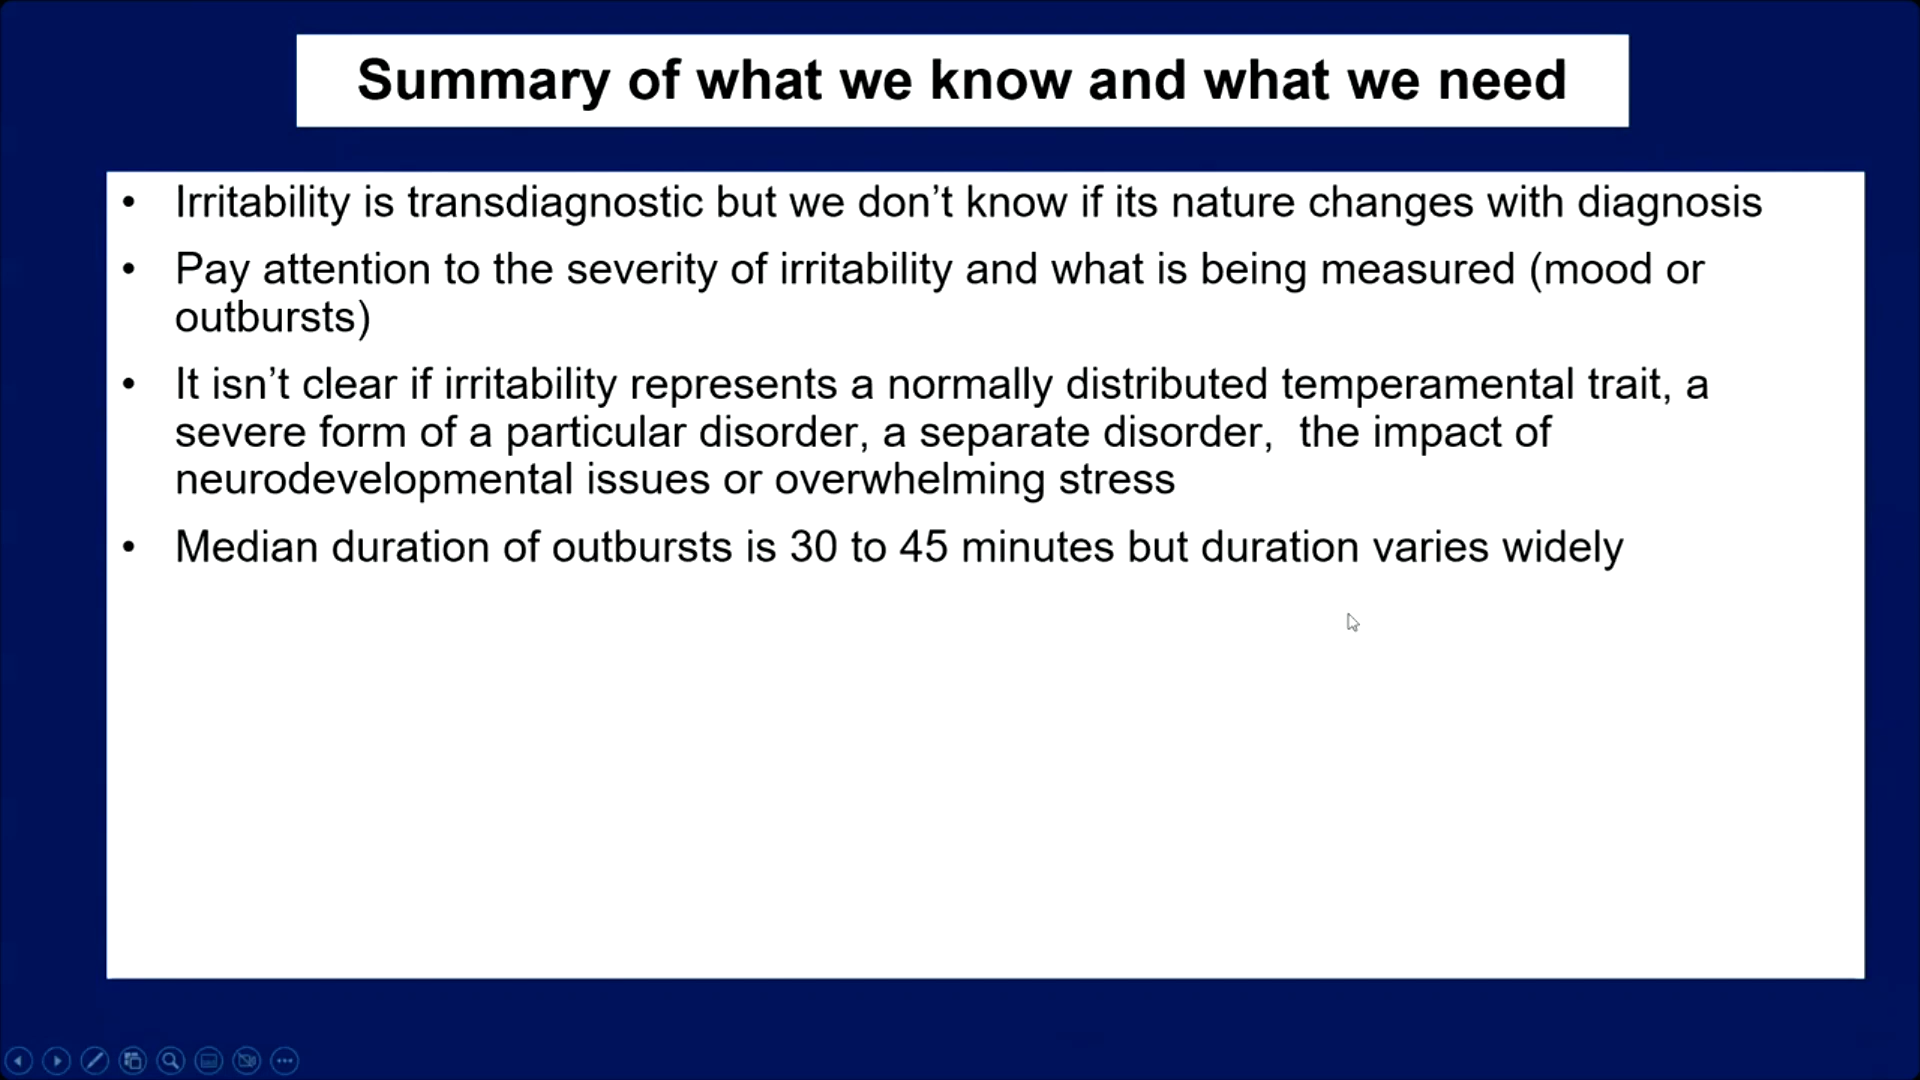 Summary of what we know and what we need
• Irritability is transdiagnostic but we don’t know if its nature changes with diagnosis
• Pay attention to the severity of irritability and what is being measured (mood or
outbursts)
• It isn’t clear if irritability represents a normally distributed temperamental trait, a
severe form of a particular disorder, a separate disorder,  the impact of
neurodevelopmental issues or overwhelming stress
• Median duration of outbursts is 30 to 45 minutes but duration varies widely